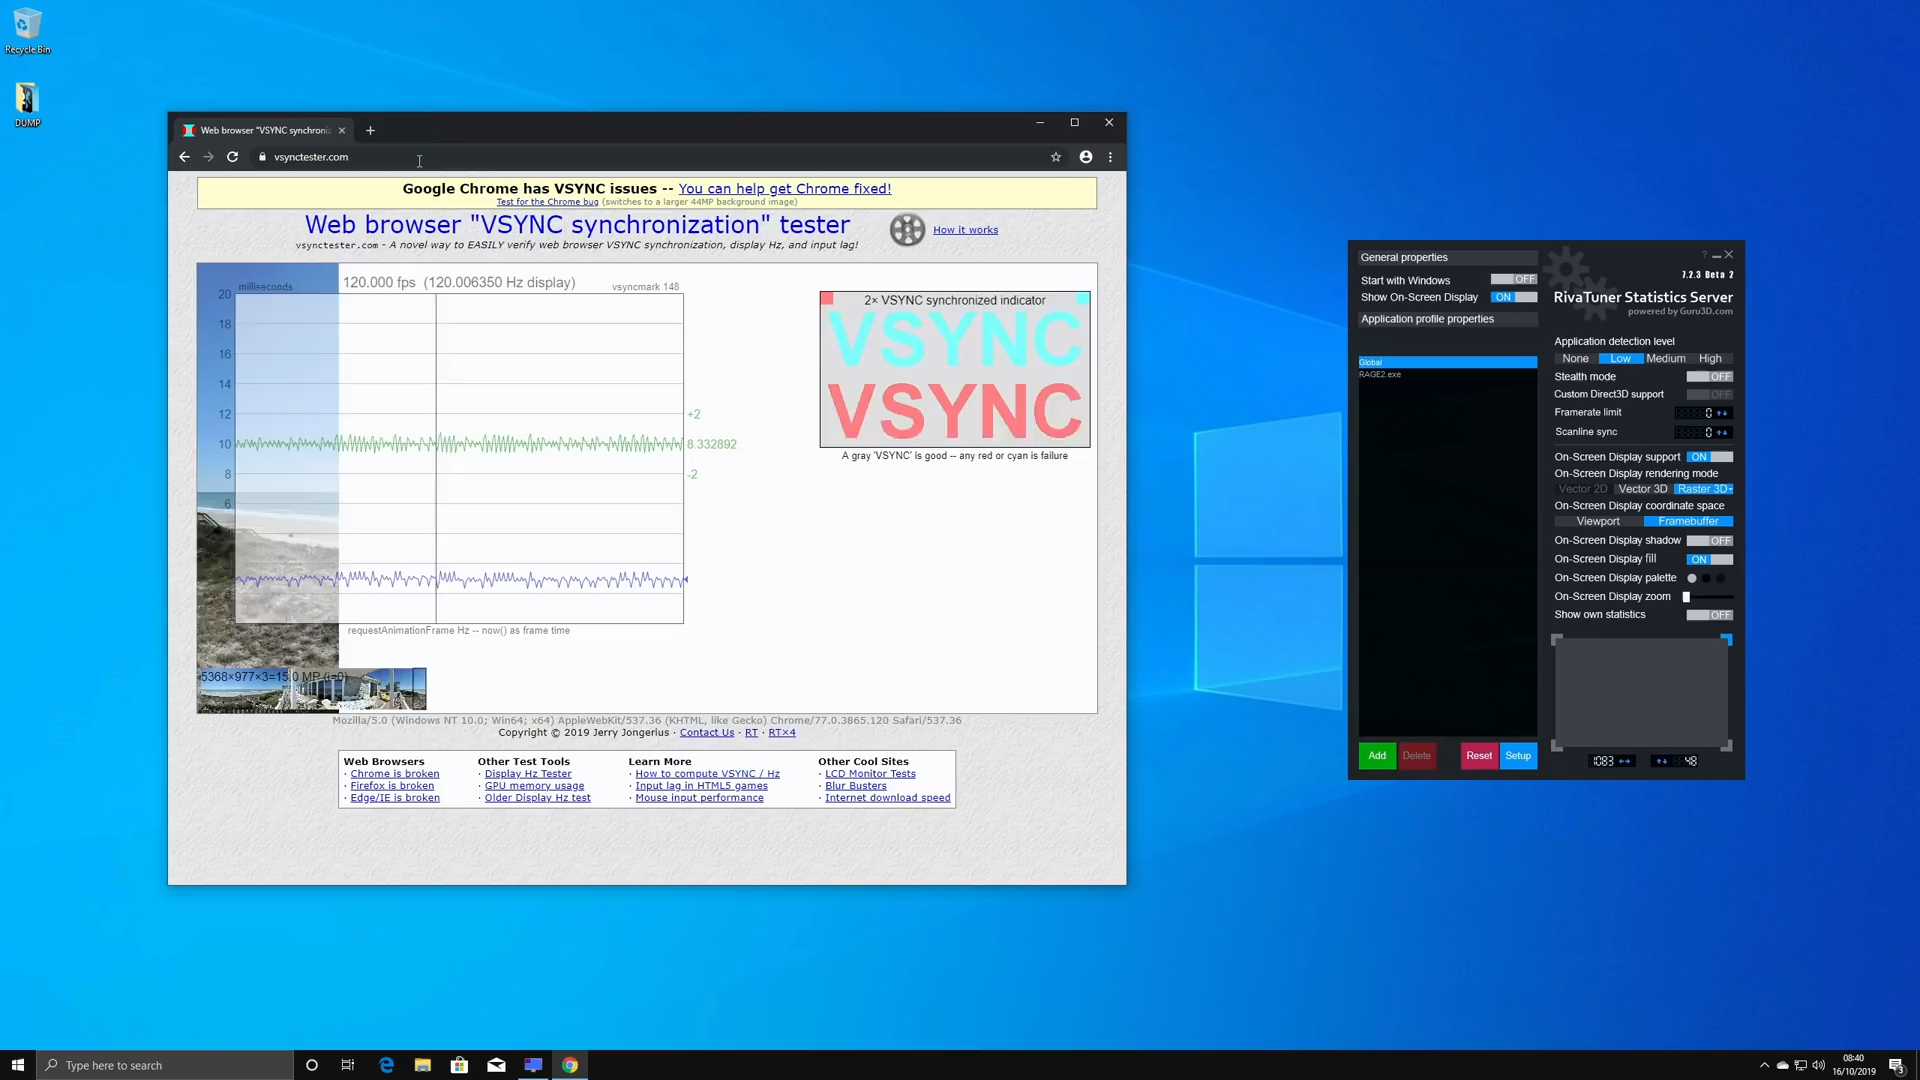 Recycle Bin
DUMP
Web browser "VSYNC synchroni
vsynctester.com
Google Chrome has VSYNC issues -- You can help get Chrome fixed!
Test for the Chrome bug (switches to a larger 44MP background image)
Web browser "VSYNC synchronization" tester
How it works
vsynctester.com - A novel way to EASILY verify web browser VSYNC synchronization, display Hz, and input lag!
milliseconds
120.000 fps (120.006350 Hz display)
vsyncmark 148
20
18
16
14
12
10
8
6
+2
8.332892
-2
requestAnimationFrame Hz -- now() as frame time
5368×977×3=15.0 MP (i=0)
2× VSYNC synchronized indicator
VSYNC
VSYNC
A gray 'VSYNC' is good -- any red or cyan is failure
Mozilla/5.0 (Windows NT 10.0; Win64; x64) AppleWebKit/537.36 (KHTML, like Gecko) Chrome/77.0.3865.120 Safari/537.36
Copyright © 2019 Jerry Jongerius · Contact Us · RT · RT×4
Web Browsers
· Chrome is broken
· Firefox is broken
· Edge/IE is broken
Other Test Tools
· Display Hz Tester
· GPU memory usage
· Older Display Hz test
Learn More
· How to compute VSYNC / Hz
· Input lag in HTML5 games
· Mouse input performance
Other Cool Sites
· LCD Monitor Tests
· Blur Busters
· Internet download speed
General properties
Start with Windows OFF
Show On-Screen Display ON
Application profile properties
Global
RAGE2.exe
Add
Delete
Reset
Setup
7.2.3 Beta 2
RivaTuner Statistics Server
powered by Guru3D.com
Application detection level
None Low Medium High
Stealth mode OFF
Custom Direct3D support OFF
Framerate limit 0
Scanline sync 0
On-Screen Display support ON
On-Screen Display rendering mode
Vector 2D Vector 3D Raster 3D
On-Screen Display coordinate space
Viewport Framebuffer
On-Screen Display shadow OFF
On-Screen Display fill ON
On-Screen Display palette
On-Screen Display zoom
Show own statistics OFF
1083 48
Type here to search
08:40
16/10/2019
3